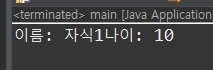 <terminated> main [Java Application
이름: 자식1나이: 10